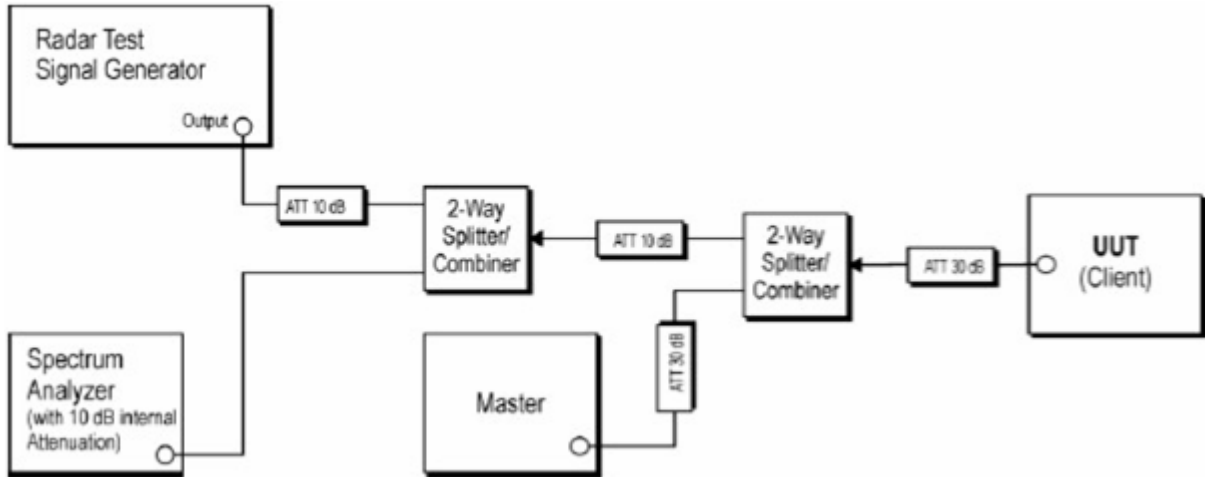 Radar Test
Signal Generator
Output
ATT 10 dB
2-Way
Splitter/
Combiner
ATT 10 dB
2-Way
Splitter/
Combiner
ATT 30 dB
UUT
(Client)
ATT 30 dB
Spectrum
Analyzer
(with 10 dB internal
Attenuation)
Master